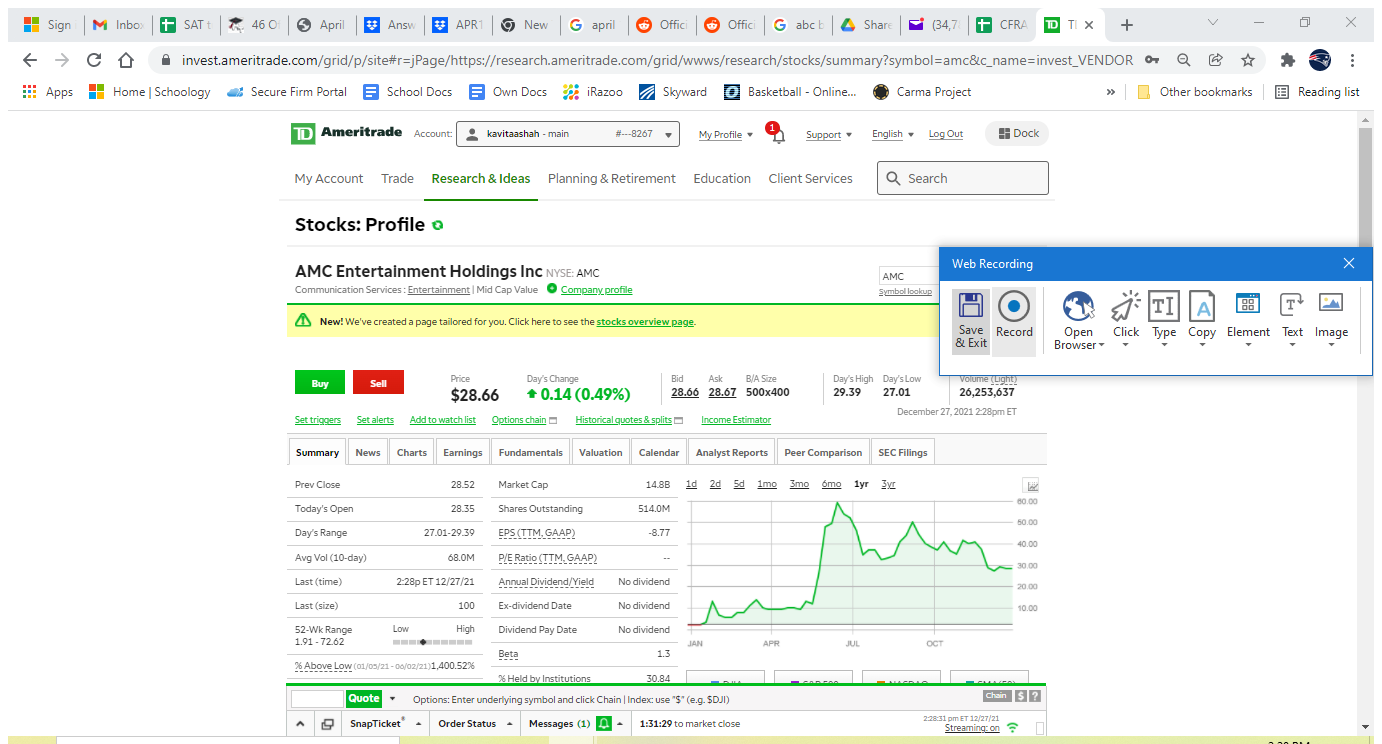 Sign
Inbox
SAT t
46 O
April
Answ
APR1
New
april
Offici
Offici
abc b
Share
(34,7
CFRA
invest.ameritrade.com/grid/p/site#r=jPage/https://research.ameritrade.com/grid/wwws/research/stocks/summary?symbol=amc&c_name=invest_VENDOR
Apps Home | Schoology Secure Firm Portal School Docs Own Docs iRazoo Skyward Basketball - Online... Carma Project » Other bookmarks Reading list
TD Ameritrade Account: kavitaashah - main #---8267 My Profile 1 Support English Log Out Dock
My Account Trade Research & Ideas Planning & Retirement Education Client Services Search
Stocks: Profile
Web Recording
AMC Entertainment Holdings Inc NYSE: AMC
AMC
Communication Services : Entertainment | Mid Cap Value Company profile
Symbol lookup
New! We've created a page tailored for you. Click here to see the stocks overview page.
Save & Exit
Record
Open Browser
Click
Type
Copy
Element
Text
Image
Buy Sell
Price
$28.66
Day's Change
0.14 (0.49%)
Bid
28.66
Ask
28.67
B/A Size
500x400
Day's High
29.39
Day's Low
27.01
Volume (Light)
26,253,637
December 27, 2021 2:28pm ET
Set triggers Set alerts Add to watch list Options chain Historical quotes & splits Income Estimator
Summary News Charts Earnings Fundamentals Valuation Calendar Analyst Reports Peer Comparison SEC Filings
Prev Close 28.52
Today's Open 28.35
Day's Range 27.01-29.39
Avg Vol (10-day) 68.0M
Last (time) 2:28p ET 12/27/21
Last (size) 100
52-Wk Range Low High
1.91 - 72.62
% Above Low (01/05/21 - 06/02/21) 1,400.52%
Market Cap 14.8B
Shares Outstanding 514.0M
EPS (TTM, GAAP) -8.77
P/E Ratio (TTM, GAAP) --
Annual Dividend/Yield No dividend
Ex-dividend Date No dividend
Dividend Pay Date No dividend
Beta 1.3
% Held by Institutions 30.84
1d 2d 5d 1mo 3mo 6mo 1yr 3yr
60.00
50.00
40.00
30.00
20.00
10.00
JAN APR JUL OCT
Quote Options: Enter underlying symbol and click Chain | Index: use "$" (e.g. $DJI) Chain $ ?
SnapTicket® Order Status Messages (1) 1:31:29 to market close
2:28:31 pm ET 12/27/21
Streaming: on